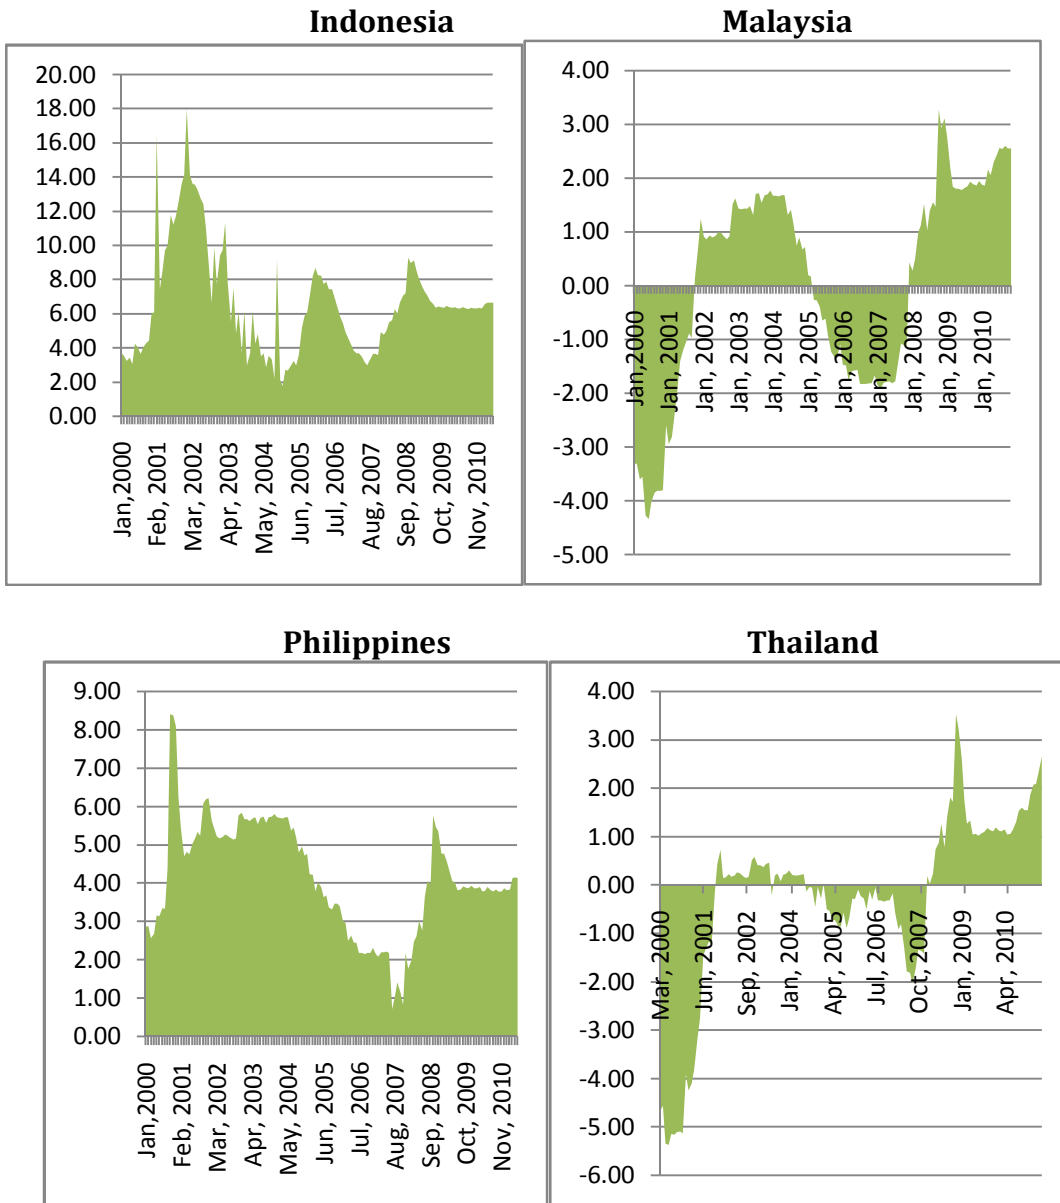 Indonesia
20.00
18.00
16.00
14.00
12.00
10.00
8.00
6.00
4.00
2.00
0.00
Jan,2000
Feb, 2001
Mar, 2002
Apr, 2003
May, 2004
Jun, 2005
Jul, 2006
Aug, 2007
Sep, 2008
Oct, 2009
Nov, 2010
Malaysia
4.00
3.00
2.00
1.00
0.00
-1.00
-2.00
-3.00
-4.00
-5.00
Jan,2000
Jan, 2001
Jan, 2002
Jan, 2003
Jan, 2004
Jan, 2005
Jan, 2006
Jan, 2007
Jan, 2008
Jan, 2009
Jan, 2010
Philippines
9.00
8.00
7.00
6.00
5.00
4.00
3.00
2.00
1.00
0.00
Jan,2000
Feb, 2001
Mar, 2002
Apr, 2003
May, 2004
Jun, 2005
Jul, 2006
Aug, 2007
Sep, 2008
Oct, 2009
Nov, 2010
Thailand
4.00
3.00
2.00
1.00
0.00
-1.00
-2.00
-3.00
-4.00
-5.00
-6.00
Mar, 2000
Jun, 2001
Sep, 2002
Jan, 2004
Apr, 2005
Jul, 2006
Oct, 2007
Jan, 2009
Apr, 2010